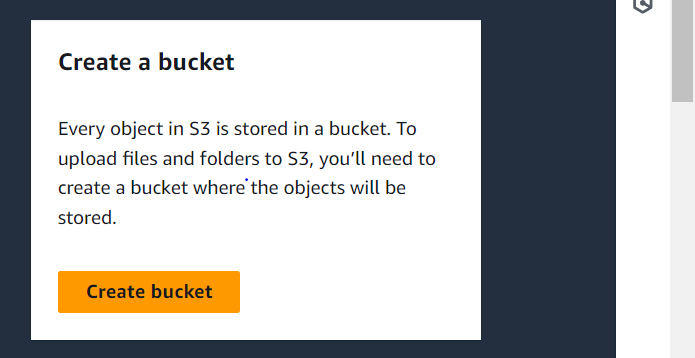 Create a bucket
Every object in S3 is stored in a bucket. To
upload files and folders to S3, you’ll need to
create a bucket where the objects will be
stored.
Create bucket